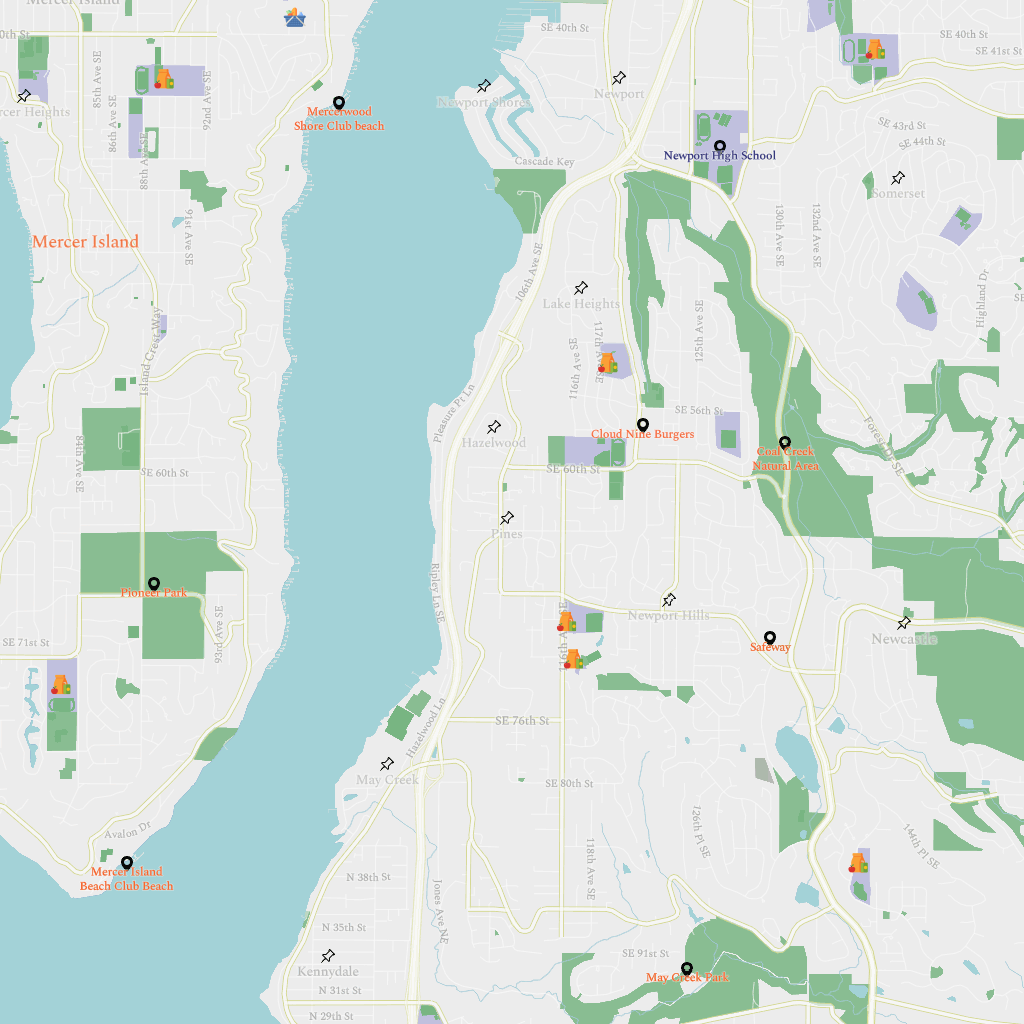 Mercer Island
SE 40th St
SE 40th St
SE 41st St
85th Ave SE
92nd Ave SE
Newport Shores
Newport
Mercerwood
Shore Club beach
86th Ave SE
88th Ave SE
Cascade Key
Newport High School
SE 43rd St
SE 44th St
Somerset
91st Ave SE
130th Ave SE
132nd Ave SE
Mercer Island
106th Ave SE
Highland Dr
Lake Heights
Island Crest Way
116th Ave SE
117th Ave SE
125th Ave SE
Pleasure Pt Ln
SE 56th St
Cloud Nine Burgers
Hazelwood
Coal Creek
Natural Area
Forest Dr SE
84th Ave SE
SE 60th St
SE 60th St
Pines
Ripley Ln SE
Pioneer Park
Newport Hills
93rd Ave SE
116th Ave SE
SE 71st St
Safeway
Newcastle
Hazelwood Ln
SE 76th St
May Creek
SE 80th St
Avalon Dr
126th Pl SE
144th Pl SE
Mercer Island
Beach Club Beach
N 38th St
118th Ave SE
Jones Ave NE
N 35th St
Kennydale
SE 91st St
May Creek Park
N 31st St
N 29th St